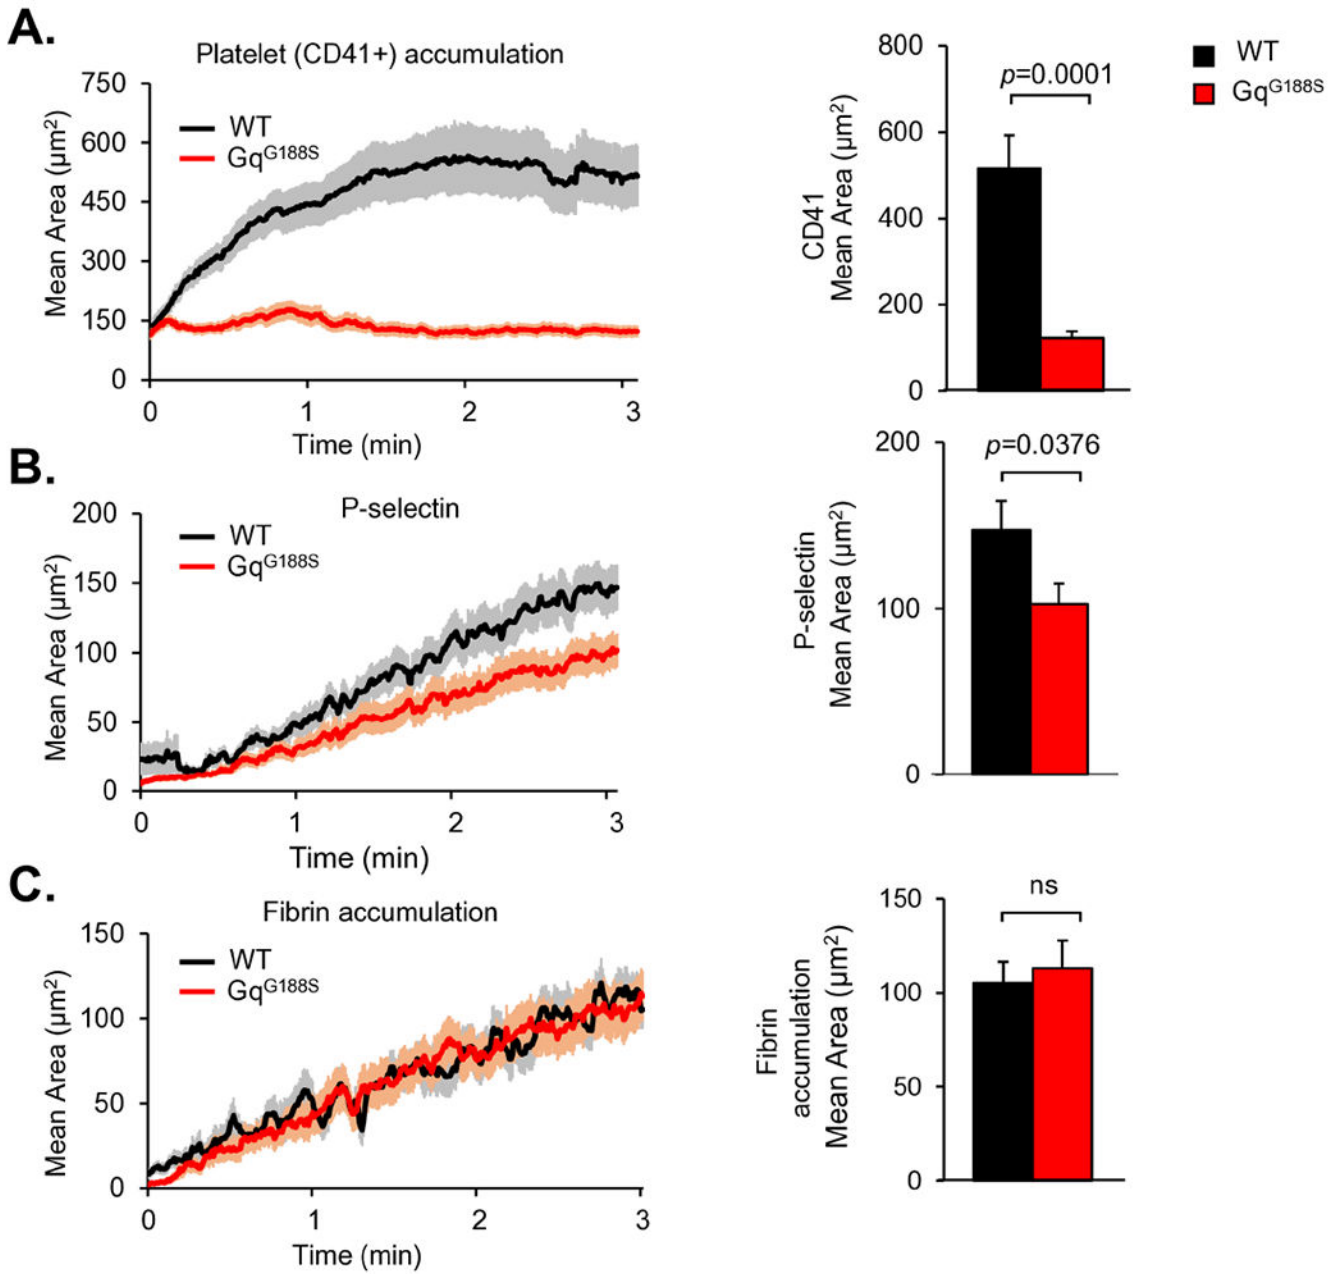 A.
Platelet (CD41+) accumulation
750
600
450
300
150
0
Mean Area (µm²)
WT
Gq^G188S
0 1 2 3
Time (min)
800
600
400
200
0
CD41
Mean Area (µm²)
p=0.0001
WT
Gq^G188S
B.
P-selectin
200
150
100
50
0
Mean Area (µm²)
WT
Gq^G188S
0 1 2 3
Time (min)
200
100
0
P-selectin
Mean Area (µm²)
p=0.0376
C.
Fibrin accumulation
150
100
50
0
Mean Area (µm²)
WT
Gq^G188S
0 1 2 3
Time (min)
150
100
50
0
Fibrin
accumulation
Mean Area (µm²)
ns